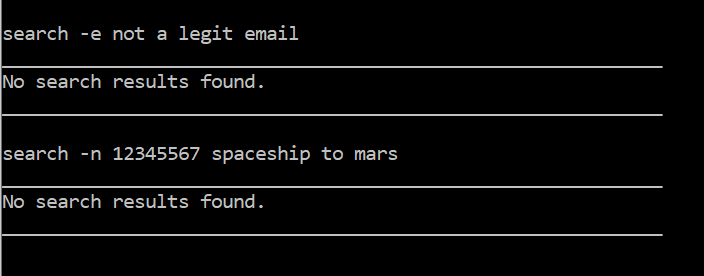 search -e not a legit email
No search results found.
search -n 12345567 spaceship to mars
No search results found.